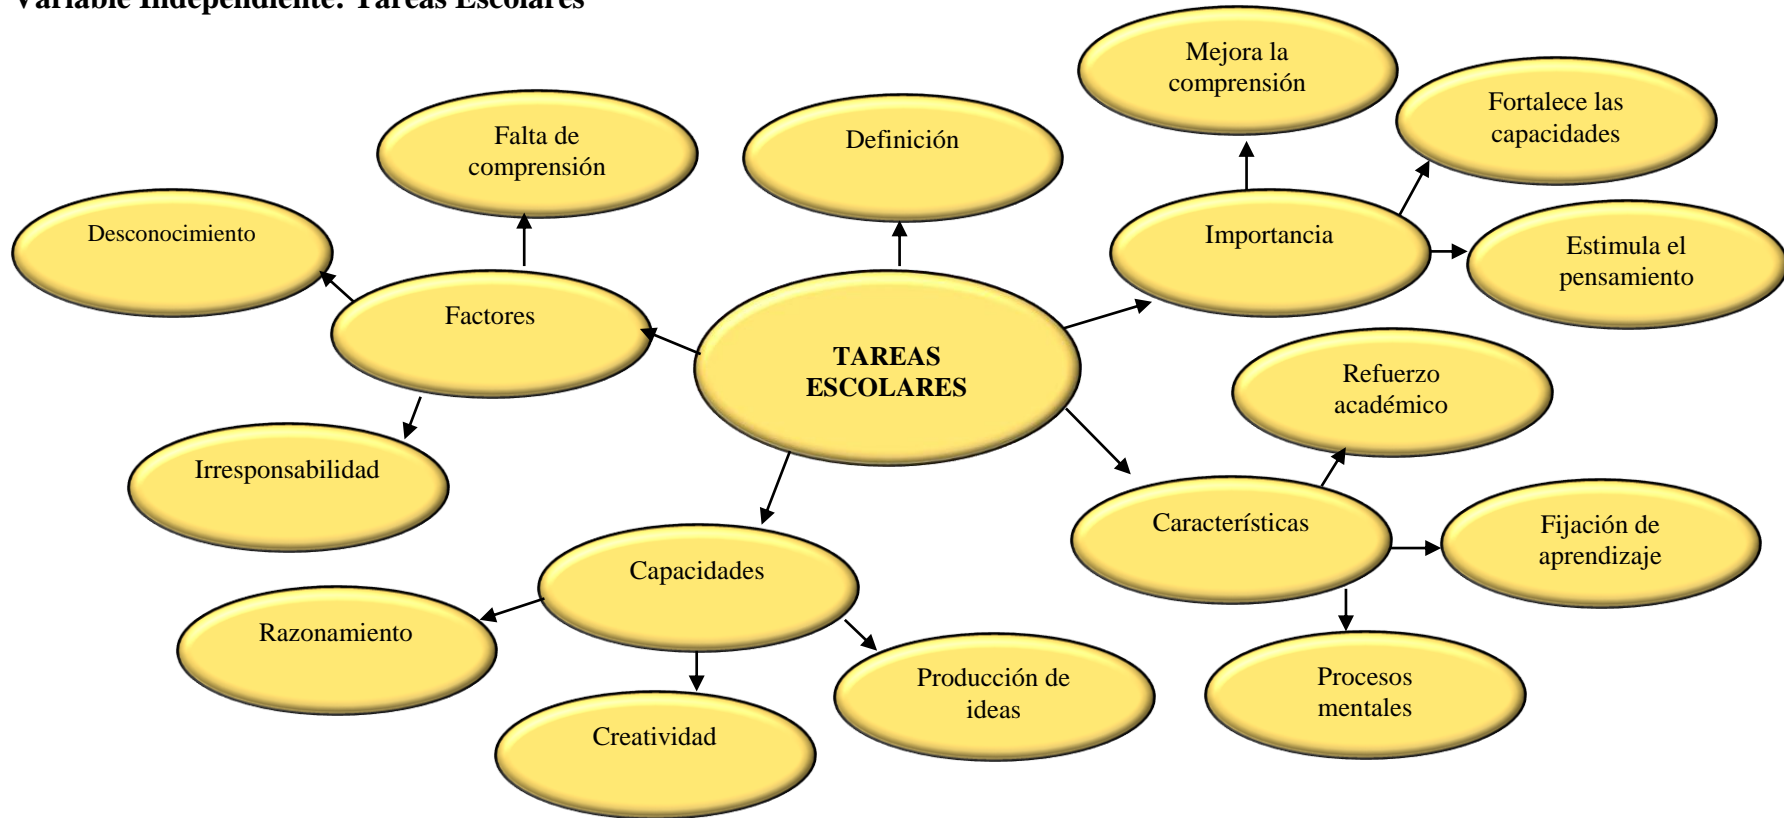 Variable Independiente: Tareas Escolares
Mejora la
comprensión
Fortalece las
capacidades
Falta de
comprensión
Definición
Desconocimiento
Importancia
Estimula el
pensamiento
Factores
TAREAS
ESCOLARES
Refuerzo
académico
Irresponsabilidad
Características
Fijación de
aprendizaje
Capacidades
Razonamiento
Producción de
ideas
Procesos
mentales
Creatividad